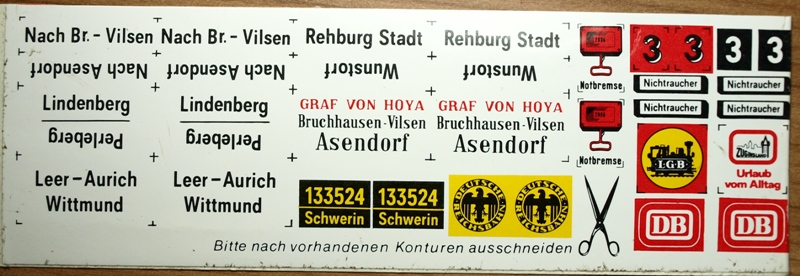 Nach Br. - Vilsen
Nach Asendorf
Nach Br. - Vilsen
Nach Asendorf
Rehburg Stadt
Wunstorf
Rehburg Stadt
Wunstorf
Lindenberg
Perleberg
Lindenberg
Perleberg
GRAF VON HOYA
Bruchhausen-Vilsen
Asendorf
GRAF VON HOYA
Bruchhausen-Vilsen
Asendorf
Leer - Aurich
Wittmund
Leer - Aurich
Wittmund
133524
Schwerin
133524
Schwerin
DEUTSCHE
REICHSBAHN
DEUTSCHE
REICHSBAHN
Notbremse
Notbremse
3 3
3 3
Nichtraucher
Nichtraucher
Nichtraucher
Nichtraucher
LGB
Urlaub
vom Alltag
DB
DB
Bitte nach vorhandenen Konturen ausschneiden